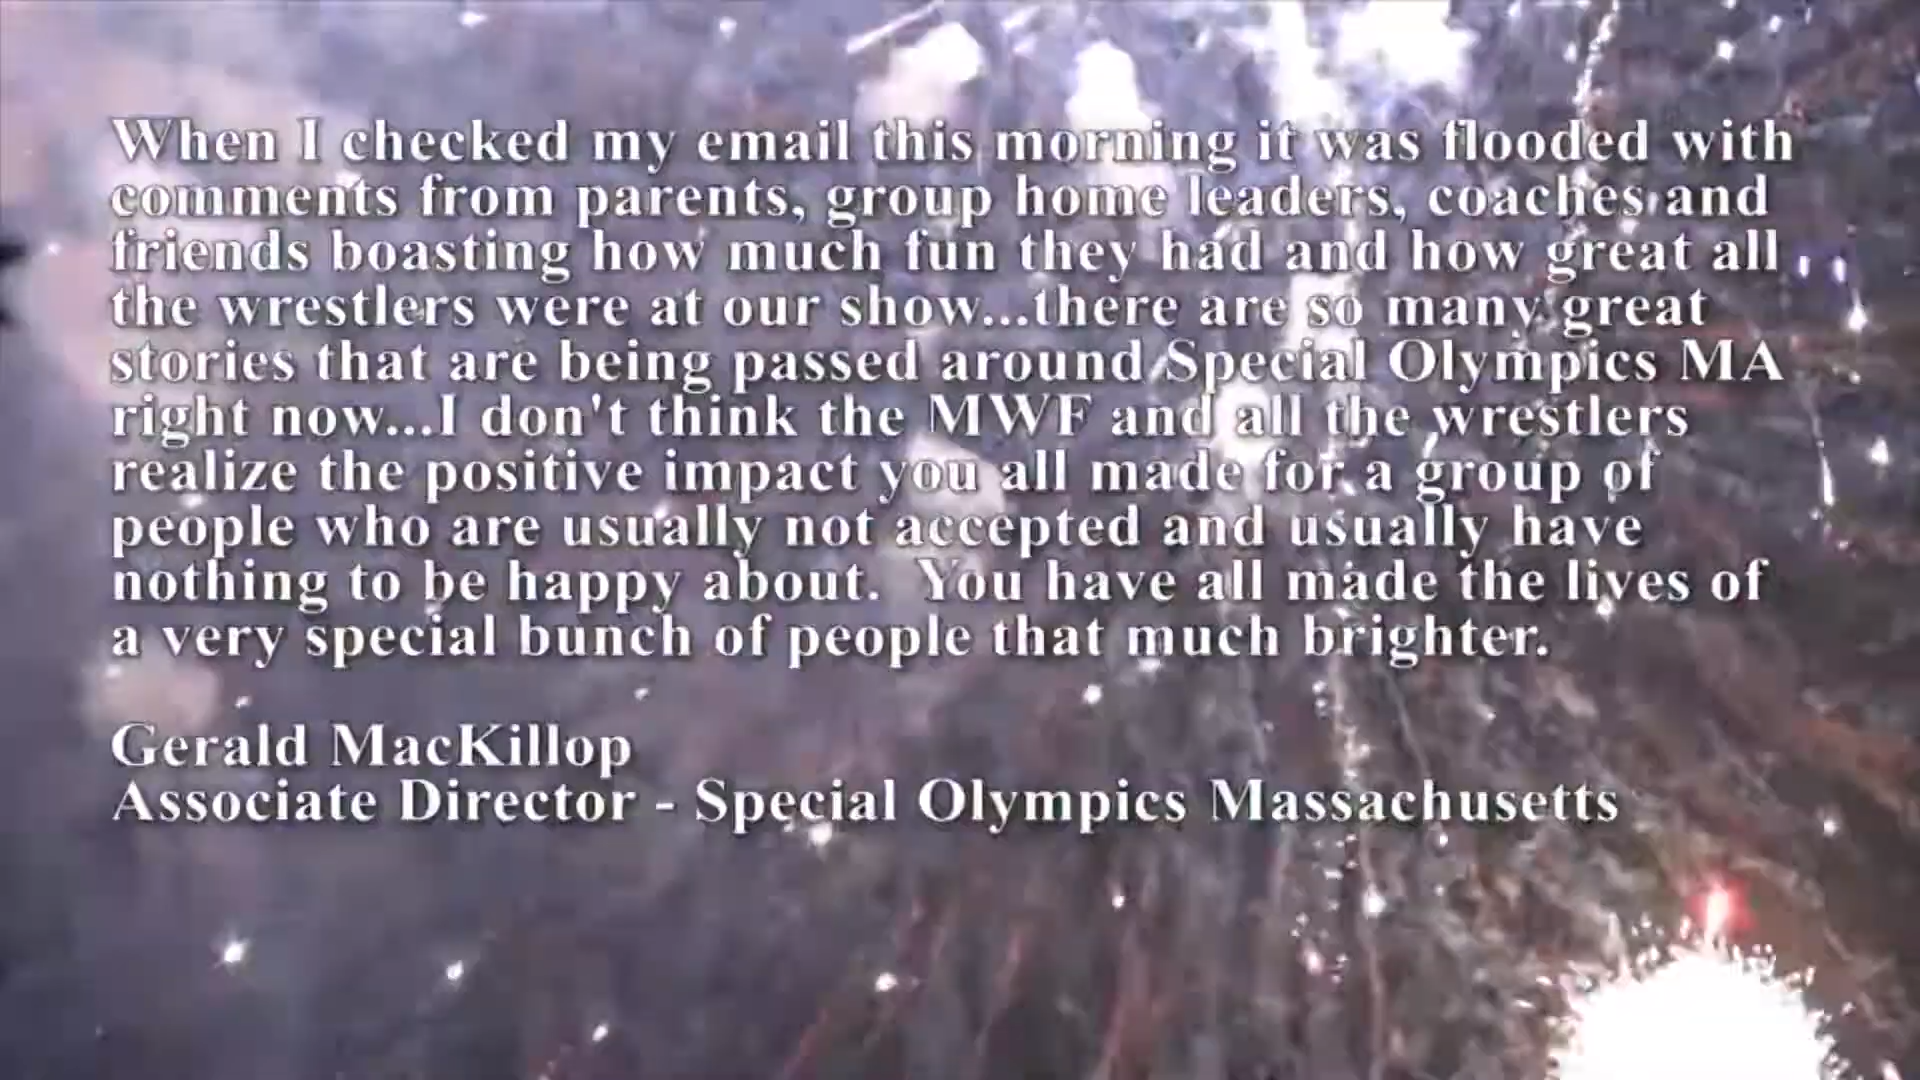 When I checked my email this morning it was flooded with
comments from parents, group home leaders, coaches and
friends boasting how much fun they had and how great all
the wrestlers were at our show...there are so many great
stories that are being passed around Special Olympics MA
right now...I don't think the MWF and all the wrestlers
realize the positive impact you all made for a group of
people who are usually not accepted and usually have
nothing to be happy about.  You have all made the lives of
a very special bunch of people that much brighter.
Gerald MacKillop
Associate Director - Special Olympics Massachusetts